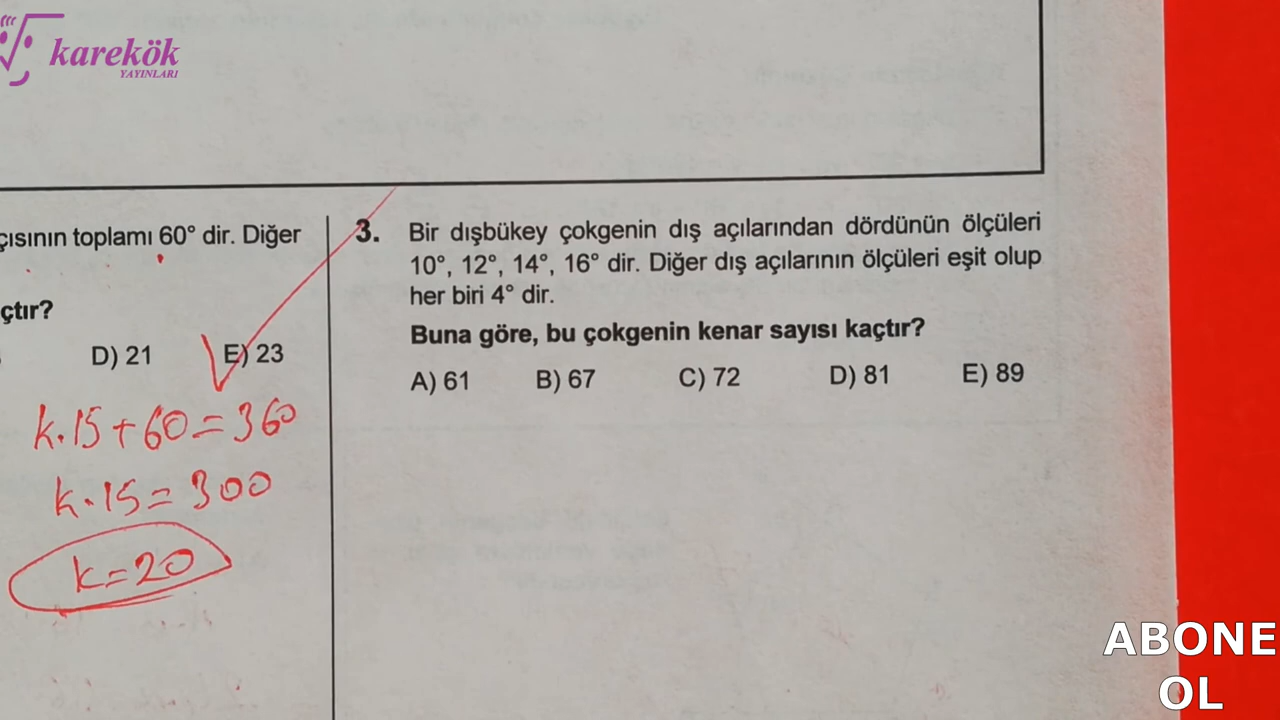 karekök
YAYINLARI
çısının toplamı 60° dir. Diğer
çtır?
D) 21 E) 23
k.15+60=360
k.15=300
k=20
3. Bir dışbükey çokgenin dış açılarından dördünün ölçüleri
10°, 12°, 14°, 16° dir. Diğer dış açılarının ölçüleri eşit olup
her biri 4° dir.
Buna göre, bu çokgenin kenar sayısı kaçtır?
A) 61 B) 67 C) 72 D) 81 E) 89
ABONE
OL